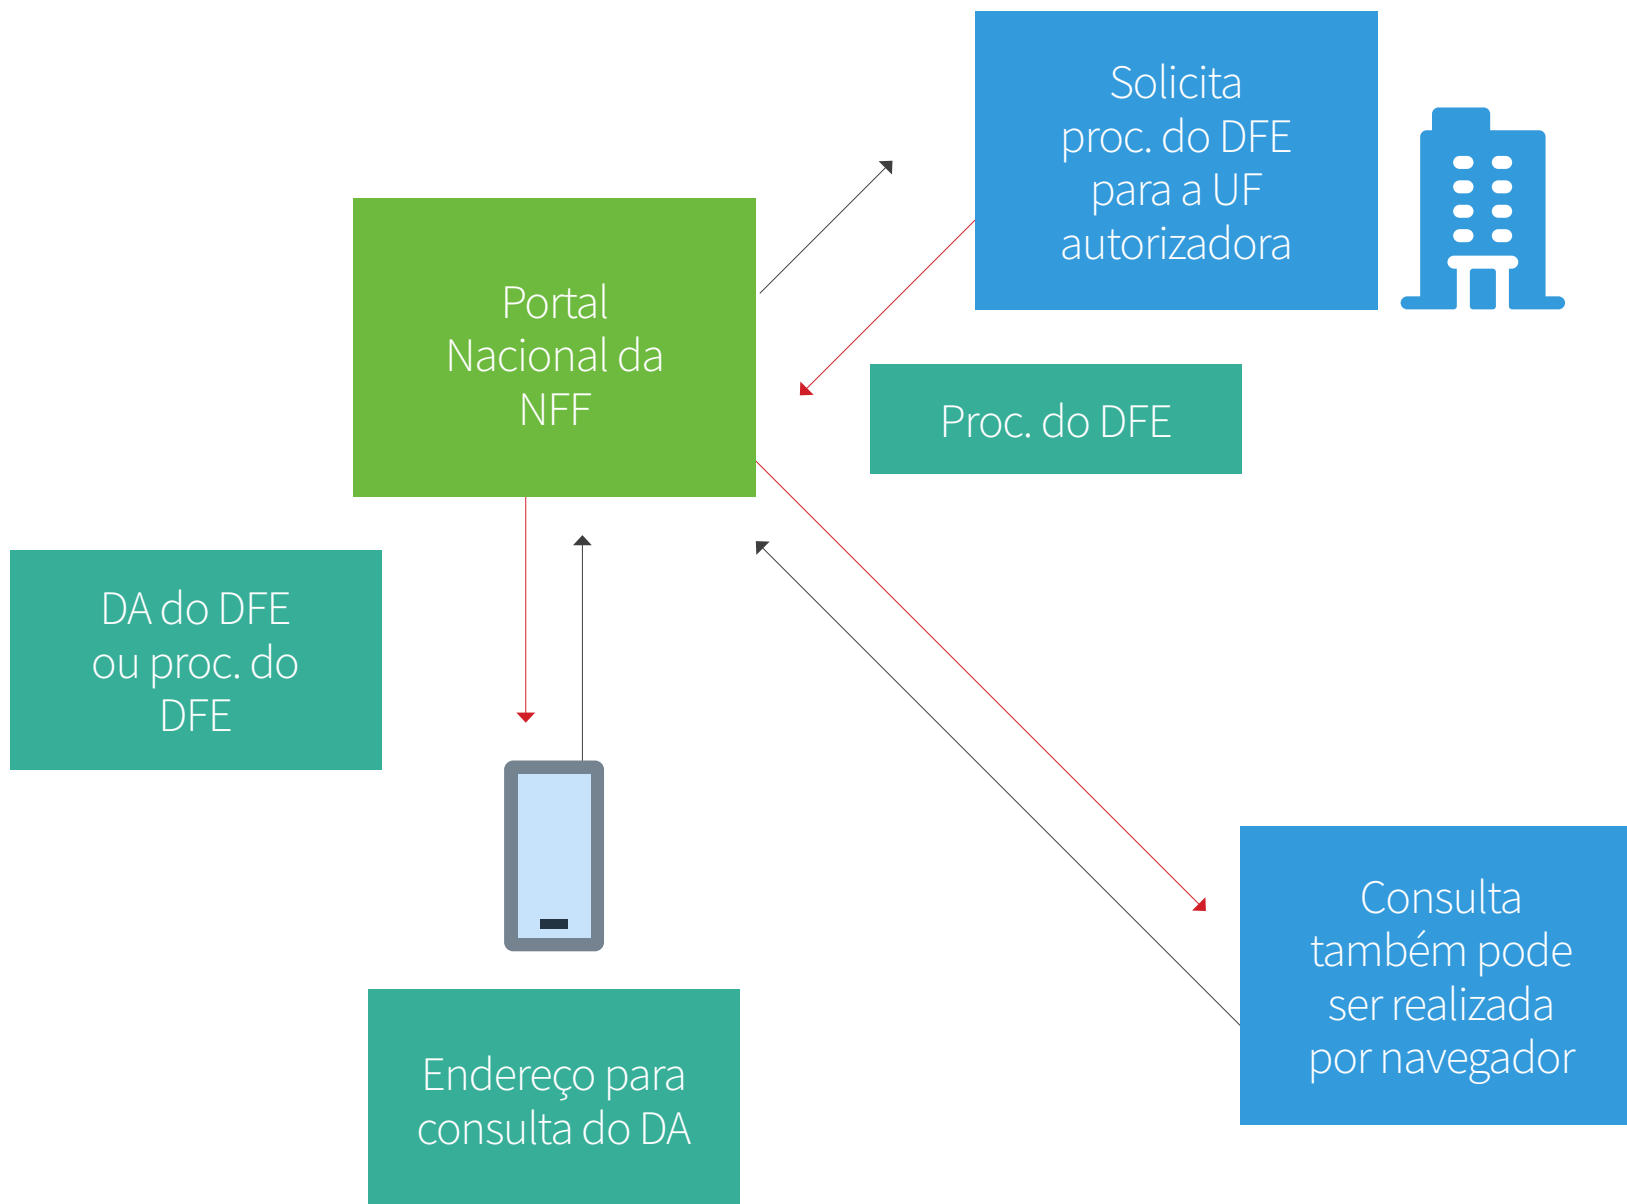 Solicita
proc. do DFE
para a UF
autorizadora
Portal
Nacional da
NFF
Proc. do DFE
DA do DFE
ou proc. do
DFE
Consulta
também pode
ser realizada
por navegador
Endereço para
consulta do DA